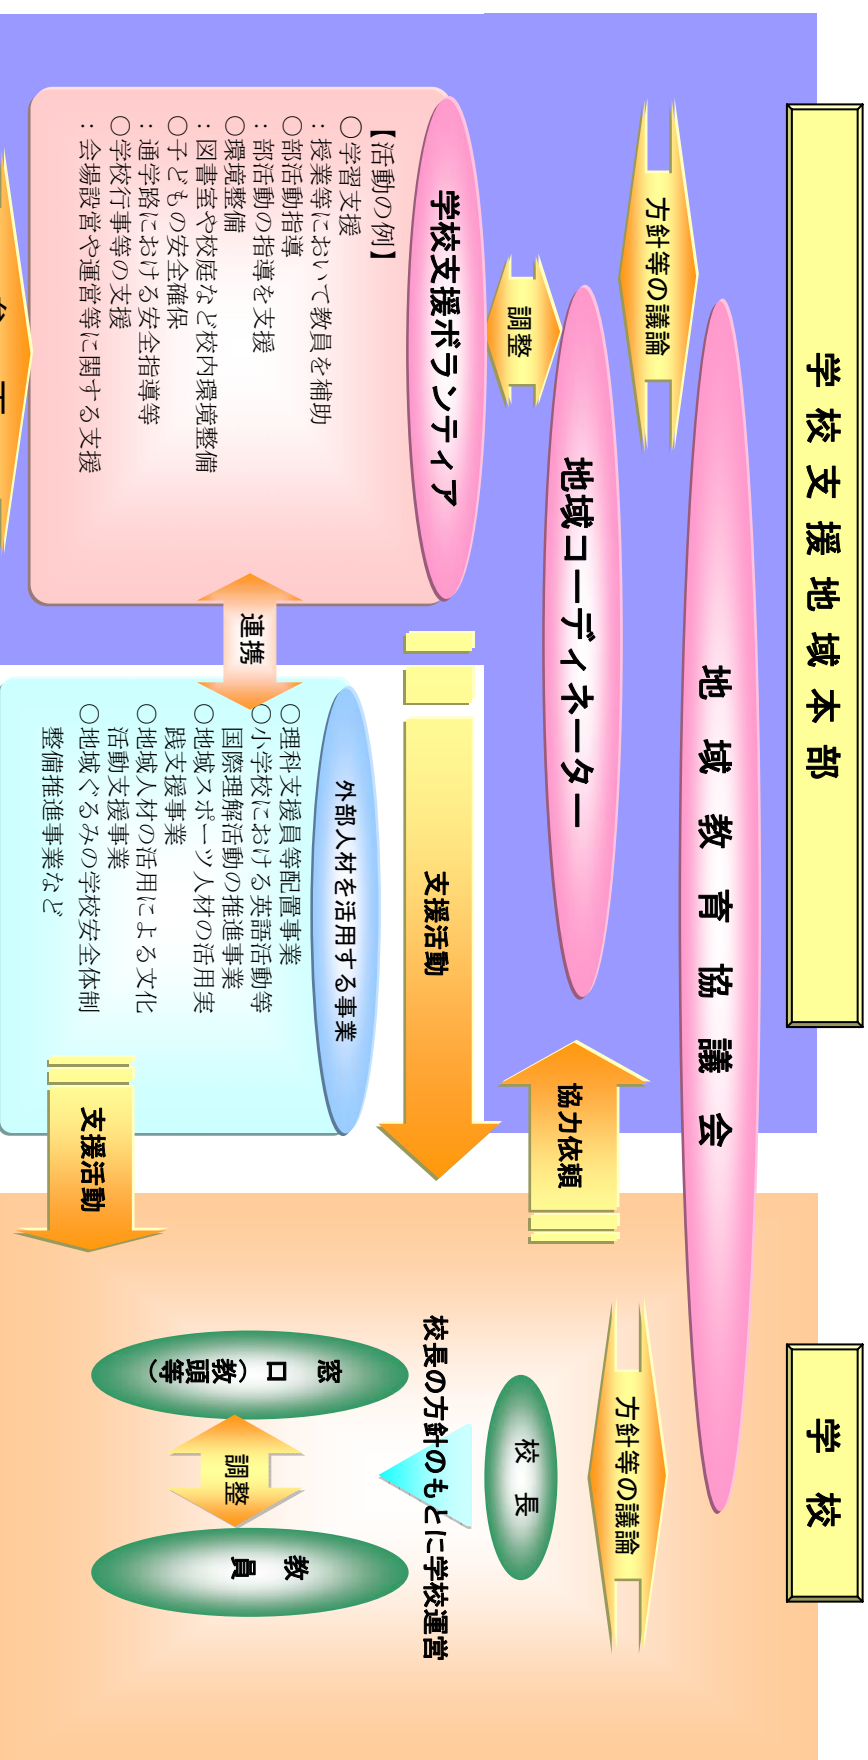 学校支援地域本部
学校
地域教育協議会
方針等の議論
方針等の議論
地域コーディネーター
調整
協力依頼
校長
学校支援ボランティア
支援活動
校長の方針のもとに学校運営
【活動の例】
○学習支援
：授業等において教員を補助
○部活動指導
：部活動の指導を支援
○環境整備
：図書室や校庭など校内環境整備
○子どもの安全確保
：通学路における安全指導等
○学校行事等の支援
：会場設営や運営等に関する支援
連携
外部人材を活用する事業
○理科支援員等配置事業
○小学校における英語活動等
国際理解活動の推進事業
○地域スポーツ人材の活用実
践支援事業
○地域人材の活用による文化
活動支援事業
○地域ぐるみの学校安全体制
整備推進事業など
支援活動
窓口（教頭等）
調整
教員